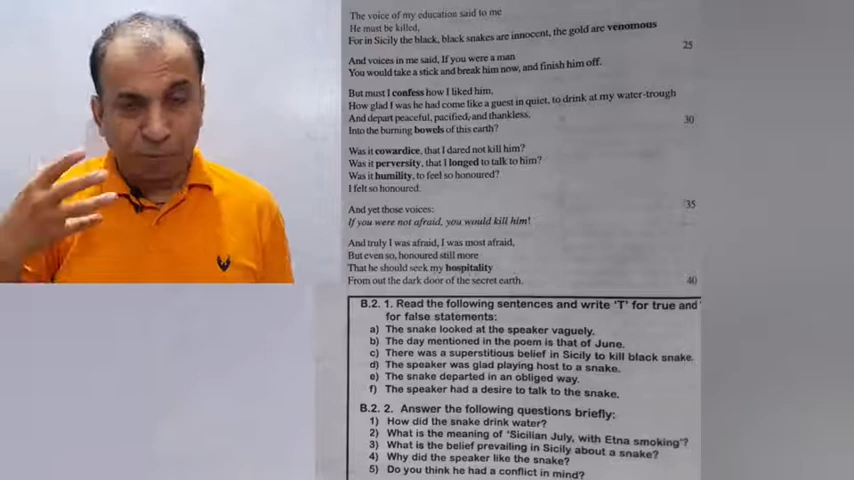 The voice of my education said to me
He must be killed,
For in Sicily the black, black snakes are innocent, the gold are venomous
25
And voices in me said, If you were a man
You would take a stick and break him now, and finish him off.
But must I confess how I liked him,
How glad I was he had come like a guest in quiet, to drink at my water-trough
And depart peaceful, pacified, and thankless,
30
Into the burning bowels of this earth?
Was it cowardice, that I dared not kill him?
Was it perversity, that I longed to talk to him?
Was it humility, to feel so honoured?
I felt so honoured.
And yet those voices:
35
If you were not afraid, you would kill him!
And truly I was afraid, I was most afraid,
But even so, honoured still more
That he should seek my hospitality
From out the dark door of the secret earth.
40
B.2. 1. Read the following sentences and write 'T' for true and
for false statements:
a) The snake looked at the speaker vaguely.
b) The day mentioned in the poem is that of June.
c) There was a superstitious belief in Sicily to kill black snake.
d) The speaker was glad playing host to a snake.
e) The snake departed in an obliged way.
f) The speaker had a desire to talk to the snake.
B.2. 2. Answer the following questions briefly:
1) How did the snake drink water?
2) What is the meaning of 'Sicilian July, with Etna smoking'?
3) What is the belief prevailing in Sicily about a snake?
4) Why did the speaker like the snake?
5) Do you think he had a conflict in mind?